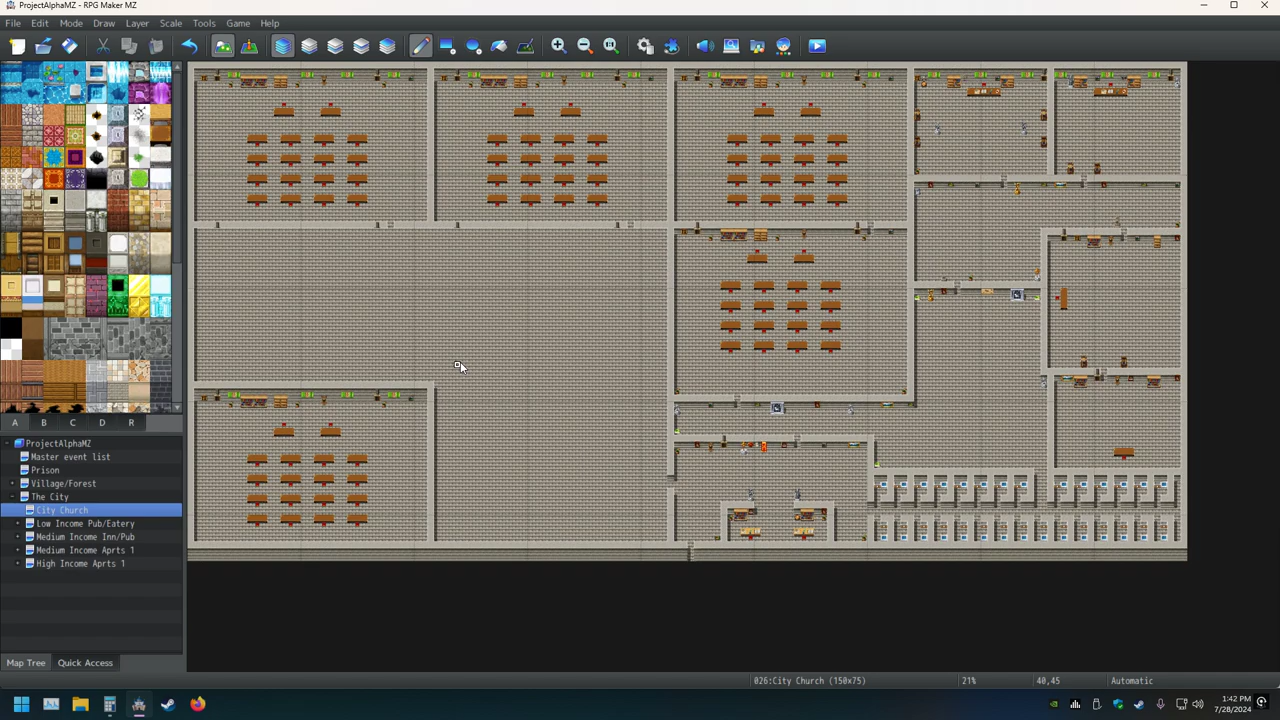 ProjectAlphaMZ - RPG Maker MZ
File Edit Mode Draw Layer Scale Tools Game Help
A B C D R
ProjectAlphaMZ
Master event list
Prison
Village/Forest
The City
City Church
Low Income Pub/Eatery
Medium Income Inn/Pub
Medium Income Aprts 1
High Income Aprts 1
Map Tree Quick Access
026:City Church (150x75) 21% 40,45 Automatic
1:42 PM
7/28/2024